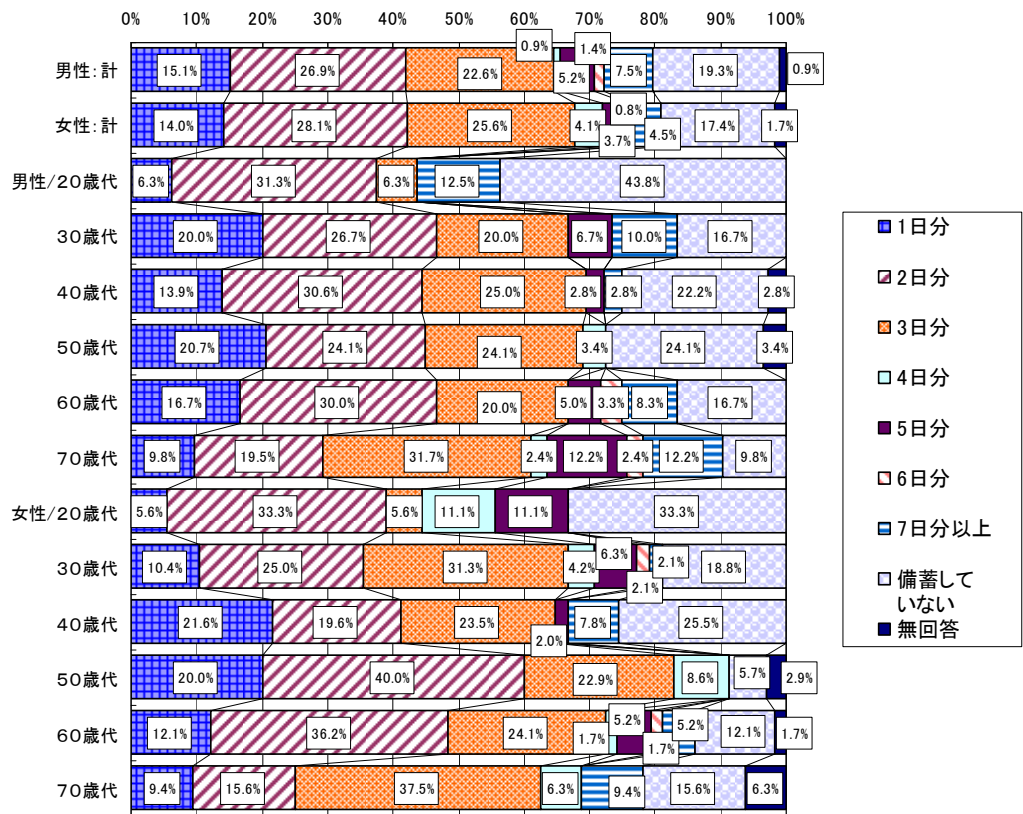 0% 10% 20% 30% 40% 50% 60% 70% 80% 90% 100%
男性:計 15.1% 26.9% 22.6% 0.9% 5.2% 1.4% 7.5% 19.3% 0.9%
女性:計 14.0% 28.1% 25.6% 4.1% 3.7% 0.8% 4.5% 17.4% 1.7%
男性/20歳代 6.3% 31.3% 6.3% 12.5% 43.8%
30歳代 20.0% 26.7% 20.0% 6.7% 10.0% 16.7%
40歳代 13.9% 30.6% 25.0% 2.8% 2.8% 22.2% 2.8%
50歳代 20.7% 24.1% 24.1% 3.4% 24.1% 3.4%
60歳代 16.7% 30.0% 20.0% 5.0% 3.3% 8.3% 16.7%
70歳代 9.8% 19.5% 31.7% 2.4% 12.2% 2.4% 12.2% 9.8%
女性/20歳代 5.6% 33.3% 5.6% 11.1% 11.1% 33.3%
30歳代 10.4% 25.0% 31.3% 4.2% 6.3% 2.1% 2.1% 18.8%
40歳代 21.6% 19.6% 23.5% 2.0% 7.8% 25.5%
50歳代 20.0% 40.0% 22.9% 8.6% 5.7% 2.9%
60歳代 12.1% 36.2% 24.1% 1.7% 5.2% 1.7% 5.2% 12.1% 1.7%
70歳代 9.4% 15.6% 37.5% 6.3% 9.4% 15.6% 6.3%
1日分
2日分
3日分
4日分
5日分
6日分
7日分以上
備蓄して
いない
無回答